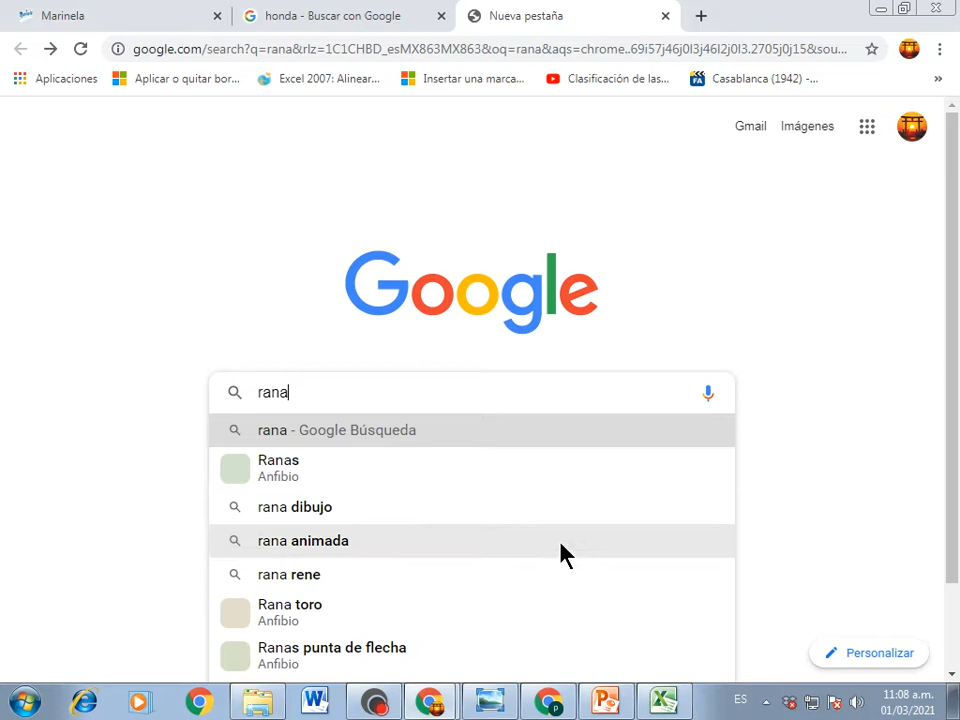 Marinela
honda - Buscar con Google
Nueva pestaña
google.com/search?q=rana&rlz=1C1CHBD_esMX863MX863&oq=rana&aqs=chrome..69i57j46j0l3j46l2j0l3.2705j0j15&sou...
Aplicaciones
Aplicar o quitar bor...
Excel 2007: Alinear...
Insertar una marca...
Clasificación de las...
Casablanca (1942) -...
»
Gmail
Imágenes
Google
rana
rana - Google Búsqueda
Ranas
Anfibio
rana dibujo
rana animada
rana rene
Rana toro
Anfibio
Ranas punta de flecha
Anfibio
Personalizar
ES
11:08 a.m.
01/03/2021